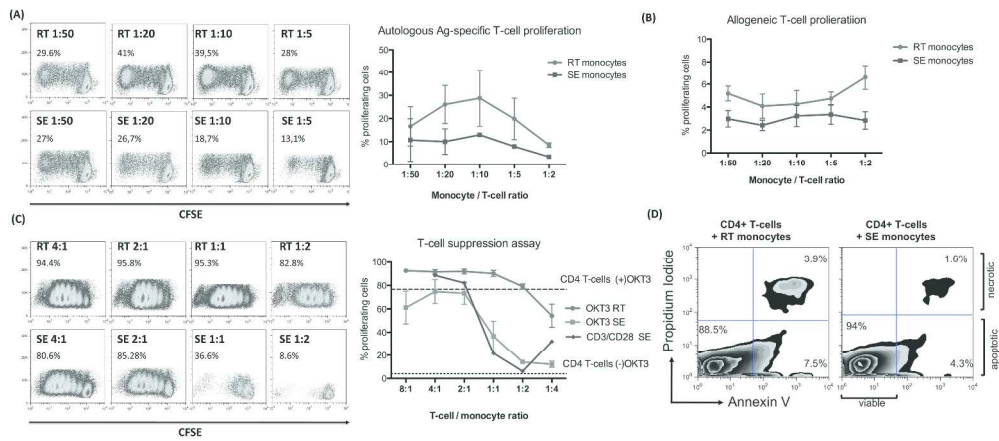 (A)
RT 1:50
29.6%
RT 1:20
41%
RT 1:10
39,5%
RT 1:5
28%
SE 1:50
27%
SE 1:20
26,7%
SE 1:10
18,7%
SE 1:5
13,1%
CFSE
Autologous Ag-specific T-cell proliferation
% proliferating cells
50
40
30
20
10
0
RT monocytes
SE monocytes
1:50 1:20 1:10 1:5 1:2
Monocyte / T-cell ratio
(B)
Allogeneic T-cell prolieratiion
% proliferating cells
10
8
6
4
2
0
RT monocytes
SE monocytes
1:50 1:20 1:10 1:5 1:2
Monocyte / T-cell ratio
(C)
RT 4:1
94.4%
RT 2:1
95.8%
RT 1:1
95.3%
RT 1:2
82.8%
SE 4:1
80.6%
SE 2:1
85.28%
SE 1:1
36.6%
SE 1:2
8.6%
CFSE
T-cell suppression assay
% proliferating cells
100
80
60
40
20
0
CD4 T-cells (+)OKT3
OKT3 RT
OKT3 SE
CD3/CD28 SE
CD4 T-cells (-)OKT3
8:1 4:1 2:1 1:1 1:2 1:4
T-cell / monocyte ratio
(D)
CD4+ T-cells
+ RT monocytes
CD4+ T-cells
+ SE monocytes
3.9%
88.5%
7.5%
1.6%
94%
4.3%
Propidium Iodide
Annexin V
viable
necrotic
apoptotic